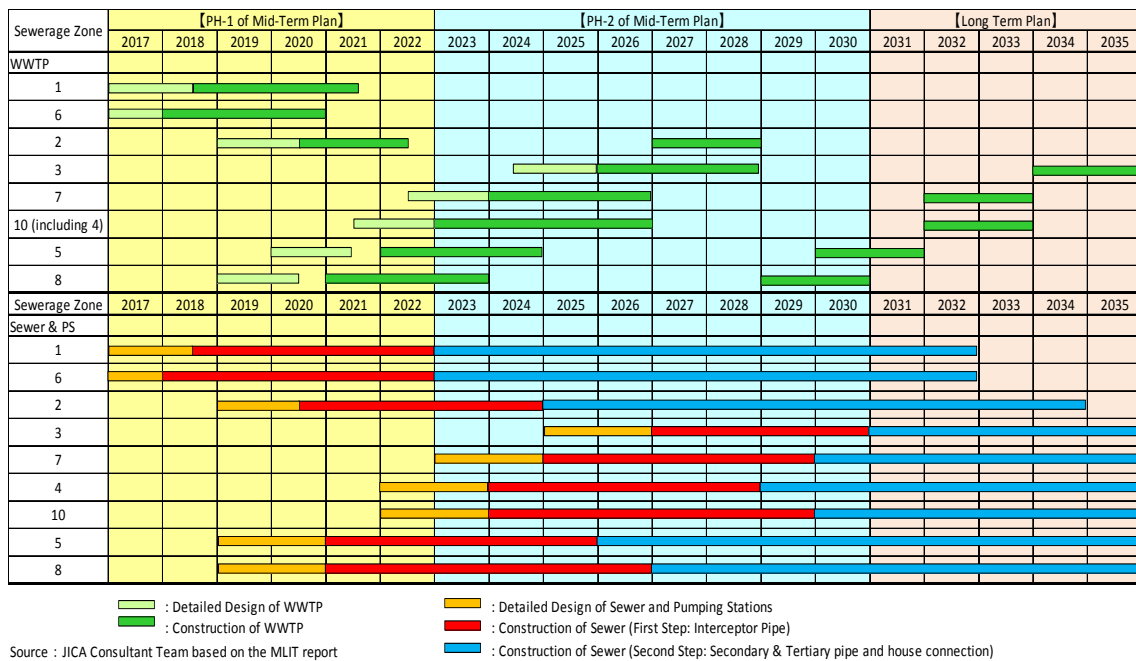 Sewerage Zone 【PH-1 of Mid-Term Plan】 【PH-2 of Mid-Term Plan】 【Long Term Plan】
2017 2018 2019 2020 2021 2022 2023 2024 2025 2026 2027 2028 2029 2030 2031 2032 2033 2034 2035
WWTP
1
6
2
3
7
10 (including 4)
5
8
Sewerage Zone 2017 2018 2019 2020 2021 2022 2023 2024 2025 2026 2027 2028 2029 2030 2031 2032 2033 2034 2035
Sewer & PS
1
6
2
3
7
4
10
5
8
: Detailed Design of WWTP : Detailed Design of Sewer and Pumping Stations
: Construction of WWTP : Construction of Sewer (First Step: Interceptor Pipe)
Source : JICA Consultant Team based on the MLIT report : Construction of Sewer (Second Step: Secondary & Tertiary pipe and house connection)